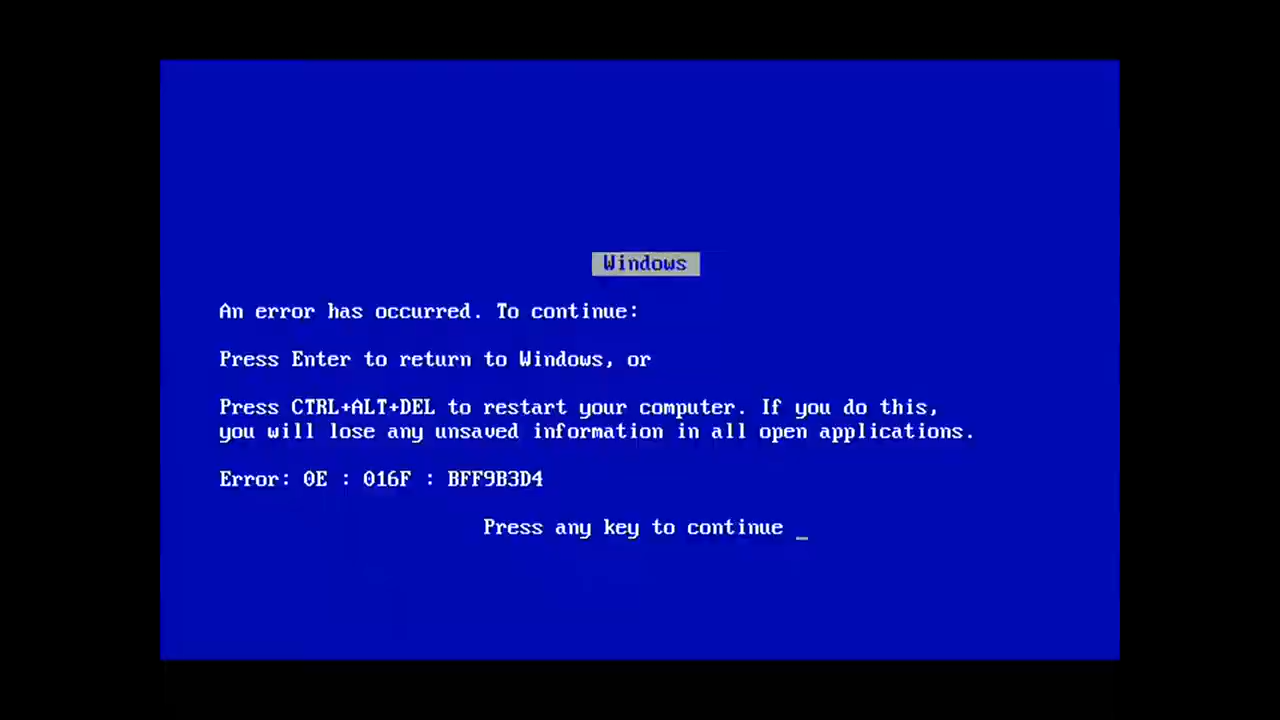 Windows
An error has occurred. To continue:
Press Enter to return to Windows, or
Press CTRL+ALT+DEL to restart your computer. If you do this,
you will lose any unsaved information in all open applications.
Error: 0E : 016F : BFF9B3D4
Press any key to continue _